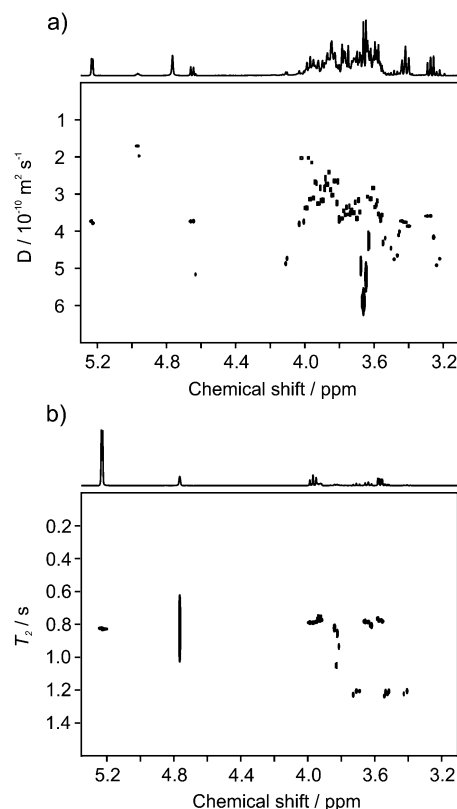 a)
1
2
3
4
5
6
D / 10⁻¹⁰ m² s⁻¹
5.2 4.8 4.4 4.0 3.6 3.2
Chemical shift / ppm
b)
0.2
0.4
0.6
0.8
1.0
1.2
1.4
T₂ / s
5.2 4.8 4.4 4.0 3.6 3.2
Chemical shift / ppm